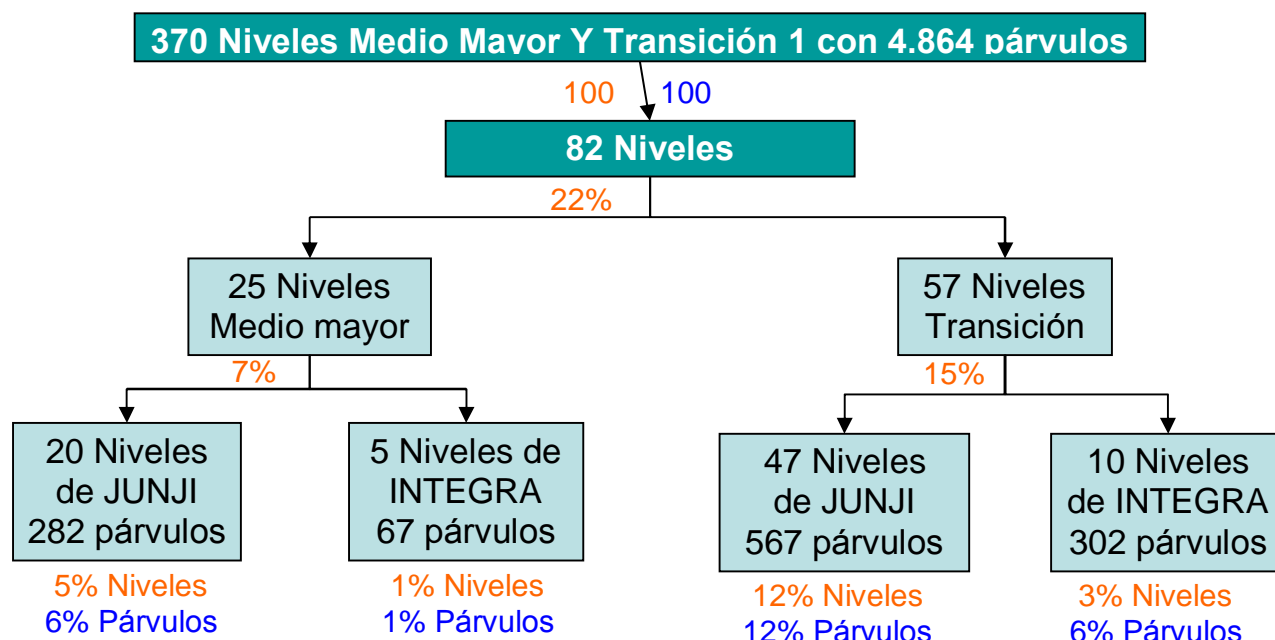 370 Niveles Medio Mayor Y Transición 1 con 4.864 párvulos
100 100
82 Niveles
22%
25 Niveles
Medio mayor
57 Niveles
Transición
7%
15%
20 Niveles
de JUNJI
282 párvulos
5 Niveles de
INTEGRA
67 párvulos
47 Niveles
de JUNJI
567 párvulos
10 Niveles
de INTEGRA
302 párvulos
5% Niveles
6% Párvulos
1% Niveles
1% Párvulos
12% Niveles
12% Párvulos
3% Niveles
6% Párvulos